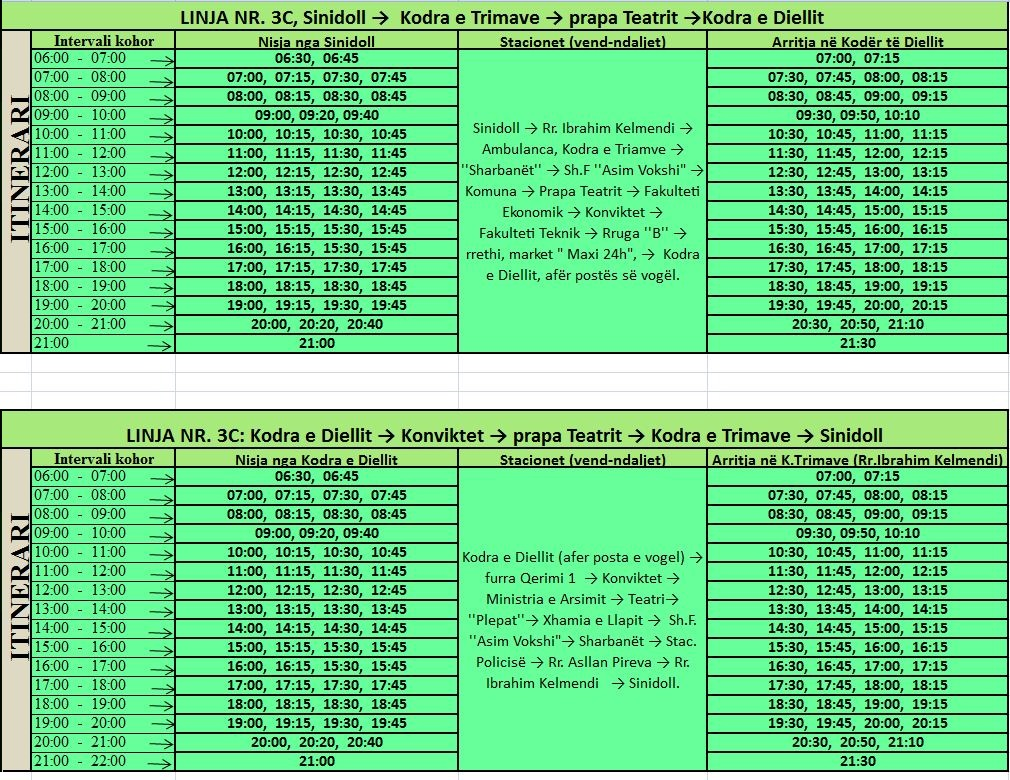 LINJA NR. 3C, Sinidoll → Kodra e Trimave → prapa Teatrit →Kodra e Diellit
ITINERARI
Intervali kohor Nisja nga Sinidoll Stacionet (vend-ndaljet) Arritja në Kodër të Diellit
06:00 - 07:00 → 06:30, 06:45 07:00, 07:15
07:00 - 08:00 → 07:00, 07:15, 07:30, 07:45 07:30, 07:45, 08:00, 08:15
08:00 - 09:00 → 08:00, 08:15, 08:30, 08:45 08:30, 08:45, 09:00, 09:15
09:00 - 10:00 → 09:00, 09:20, 09:40 09:30, 09:50, 10:10
10:00 - 11:00 → 10:00, 10:15, 10:30, 10:45 10:30, 10:45, 11:00, 11:15
11:00 - 12:00 → 11:00, 11:15, 11:30, 11:45 11:30, 11:45, 12:00, 12:15
12:00 - 13:00 → 12:00, 12:15, 12:30, 12:45 12:30, 12:45, 13:00, 13:15
13:00 - 14:00 → 13:00, 13:15, 13:30, 13:45 13:30, 13:45, 14:00, 14:15
14:00 - 15:00 → 14:00, 14:15, 14:30, 14:45 14:30, 14:45, 15:00, 15:15
15:00 - 16:00 → 15:00, 15:15, 15:30, 15:45 15:30, 15:45, 16:00, 16:15
16:00 - 17:00 → 16:00, 16:15, 16:30, 16:45 16:30, 16:45, 17:00, 17:15
17:00 - 18:00 → 17:00, 17:15, 17:30, 17:45 17:30, 17:45, 18:00, 18:15
18:00 - 19:00 → 18:00, 18:15, 18:30, 18:45 18:30, 18:45, 19:00, 19:15
19:00 - 20:00 → 19:00, 19:15, 19:30, 19:45 19:30, 19:45, 20:00, 20:15
20:00 - 21:00 → 20:00, 20:20, 20:40 20:30, 20:50, 21:10
21:00 → 21:00 21:30
Sinidoll → Rr. Ibrahim Kelmendi →
Ambulanca, Kodra e Triamve →
''Sharbanët'' → Sh.F ''Asim Vokshi" →
Komuna → Prapa Teatrit → Fakulteti
Ekonomik → Konviktet →
Fakulteti Teknik → Rruga ''B'' →
rrethi, market " Maxi 24h", → Kodra
e Diellit, afër postës së vogël.
LINJA NR. 3C: Kodra e Diellit → Konviktet → prapa Teatrit → Kodra e Trimave → Sinidoll
ITINERARI
Intervali kohor Nisja nga Kodra e Diellit Stacionet (vend-ndaljet) Arritja në K.Trimave (Rr.Ibrahim Kelmendi)
06:00 - 07:00 → 06:30, 06:45 07:00, 07:15
07:00 - 08:00 → 07:00, 07:15, 07:30, 07:45 07:30, 07:45, 08:00, 08:15
08:00 - 09:00 → 08:00, 08:15, 08:30, 08:45 08:30, 08:45, 09:00, 09:15
09:00 - 10:00 → 09:00, 09:20, 09:40 09:30, 09:50, 10:10
10:00 - 11:00 → 10:00, 10:15, 10:30, 10:45 10:30, 10:45, 11:00, 11:15
11:00 - 12:00 → 11:00, 11:15, 11:30, 11:45 11:30, 11:45, 12:00, 12:15
12:00 - 13:00 → 12:00, 12:15, 12:30, 12:45 12:30, 12:45, 13:00, 13:15
13:00 - 14:00 → 13:00, 13:15, 13:30, 13:45 13:30, 13:45, 14:00, 14:15
14:00 - 15:00 → 14:00, 14:15, 14:30, 14:45 14:30, 14:45, 15:00, 15:15
15:00 - 16:00 → 15:00, 15:15, 15:30, 15:45 15:30, 15:45, 16:00, 16:15
16:00 - 17:00 → 16:00, 16:15, 16:30, 16:45 16:30, 16:45, 17:00, 17:15
17:00 - 18:00 → 17:00, 17:15, 17:30, 17:45 17:30, 17:45, 18:00, 18:15
18:00 - 19:00 → 18:00, 18:15, 18:30, 18:45 18:30, 18:45, 19:00, 19:15
19:00 - 20:00 → 19:00, 19:15, 19:30, 19:45 19:30, 19:45, 20:00, 20:15
20:00 - 21:00 → 20:00, 20:20, 20:40 20:30, 20:50, 21:10
21:00 - 22:00 → 21:00 21:30
Kodra e Diellit (afer posta e vogel) →
furra Qerimi 1 → Konviktet →
Ministria e Arsimit → Teatri→
''Plepat''→ Xhamia e Llapit → Sh.F.
''Asim Vokshi"→ Sharbanët → Stac.
Policisë → Rr. Asllan Pireva → Rr.
Ibrahim Kelmendi → Sinidoll.